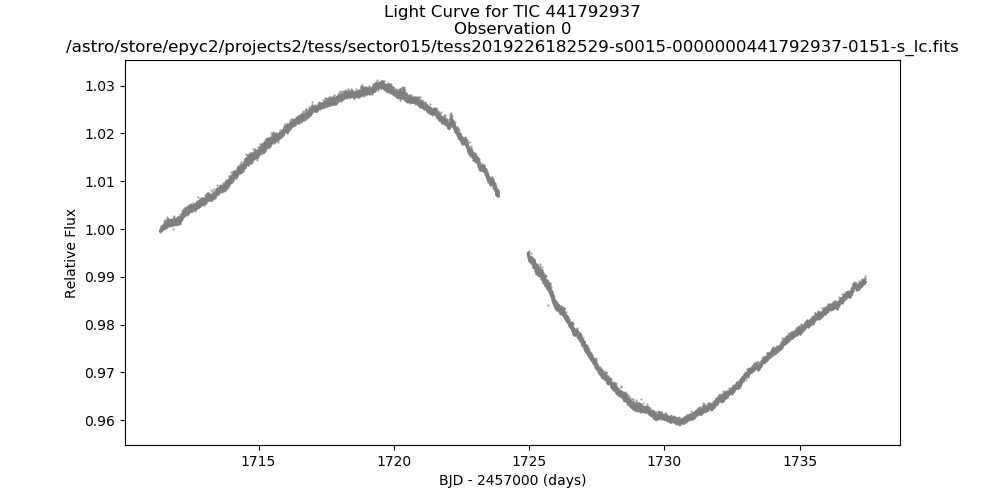 Light Curve for TIC 441792937
Observation 0
/astro/store/epyc2/projects2/tess/sector015/tess2019226182529-s0015-0000000441792937-0151-s_lc.fits
1.03
1.02
1.01
1.00
0.99
0.98
0.97
0.96
Relative Flux
1715 1720 1725 1730 1735
BJD - 2457000 (days)